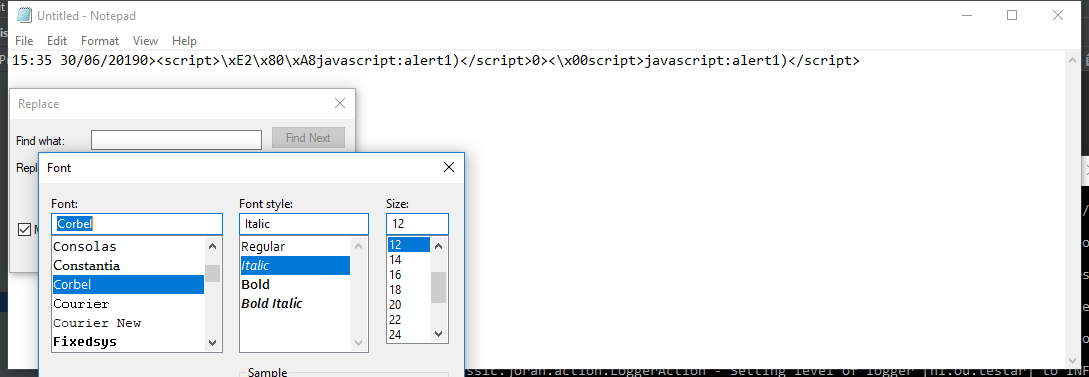 Untitled - Notepad
File Edit Format View Help
15:35 30/06/20190><script>\xE2\x80\xA8javascript:alert1)</script>0><\x00script>javascript:alert1)</script>
Replace
Find what:
Find Next
Repl
Font
Font:
Font style:
Size:
Corbel
Italic
12
Consolas
Constantia
Corbel
Courier
Courier New
Fixedsys
Regular
Italic
Bold
Bold Italic
12
14
16
18
20
22
24
Sample
ssic.joran.action.LoggerAction - Setting level of logger [nl.ou.testar] to INF